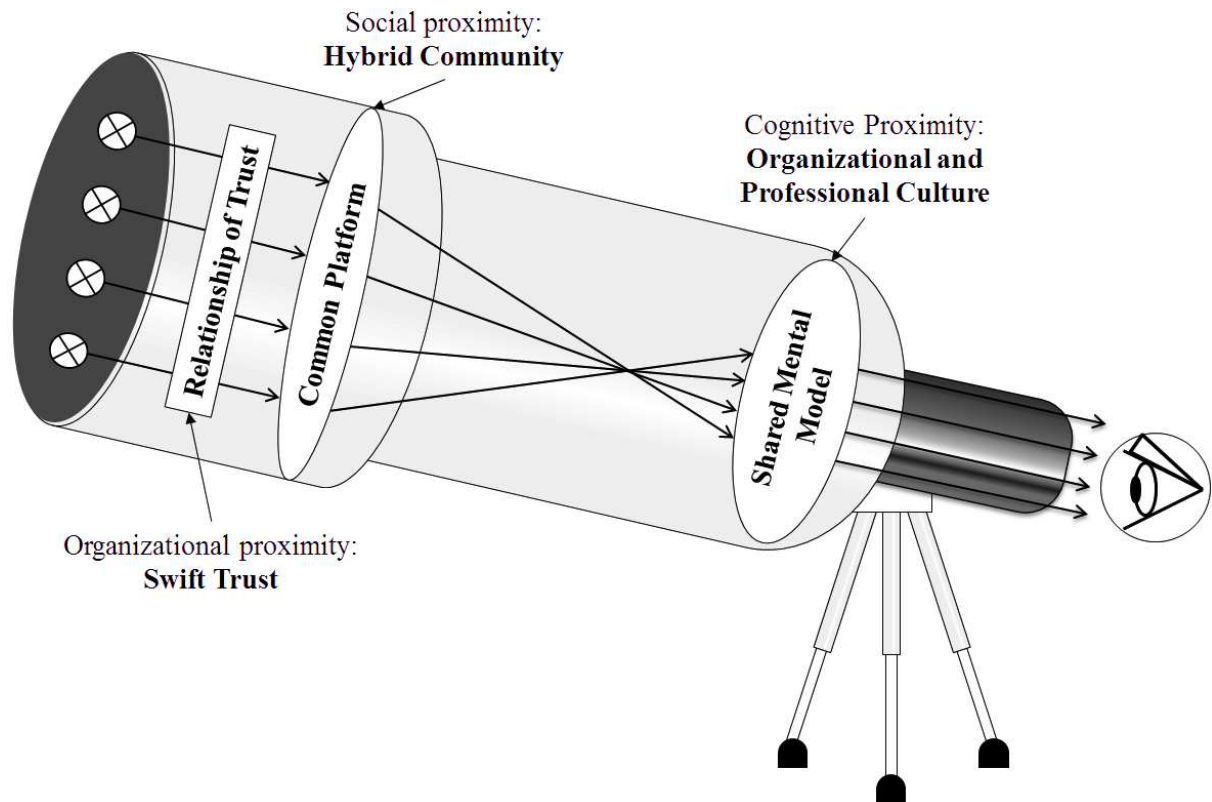 Social proximity:
Hybrid Community
Cognitive Proximity:
Organizational and
Professional Culture
Relationship of Trust
Common Platform
Shared Mental
Model
Organizational proximity:
Swift Trust